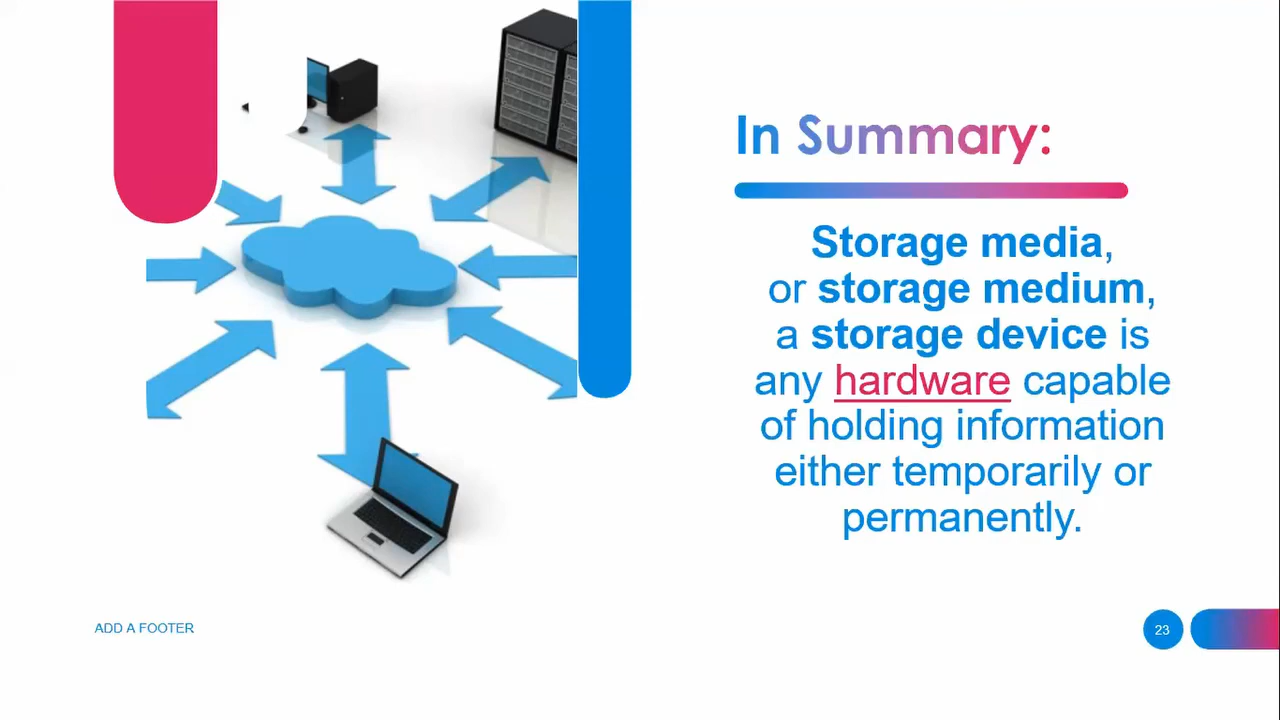 In Summary:
Storage media,
or storage medium,
a storage device is
any hardware capable
of holding information
either temporarily or
permanently.
ADD A FOOTER
23